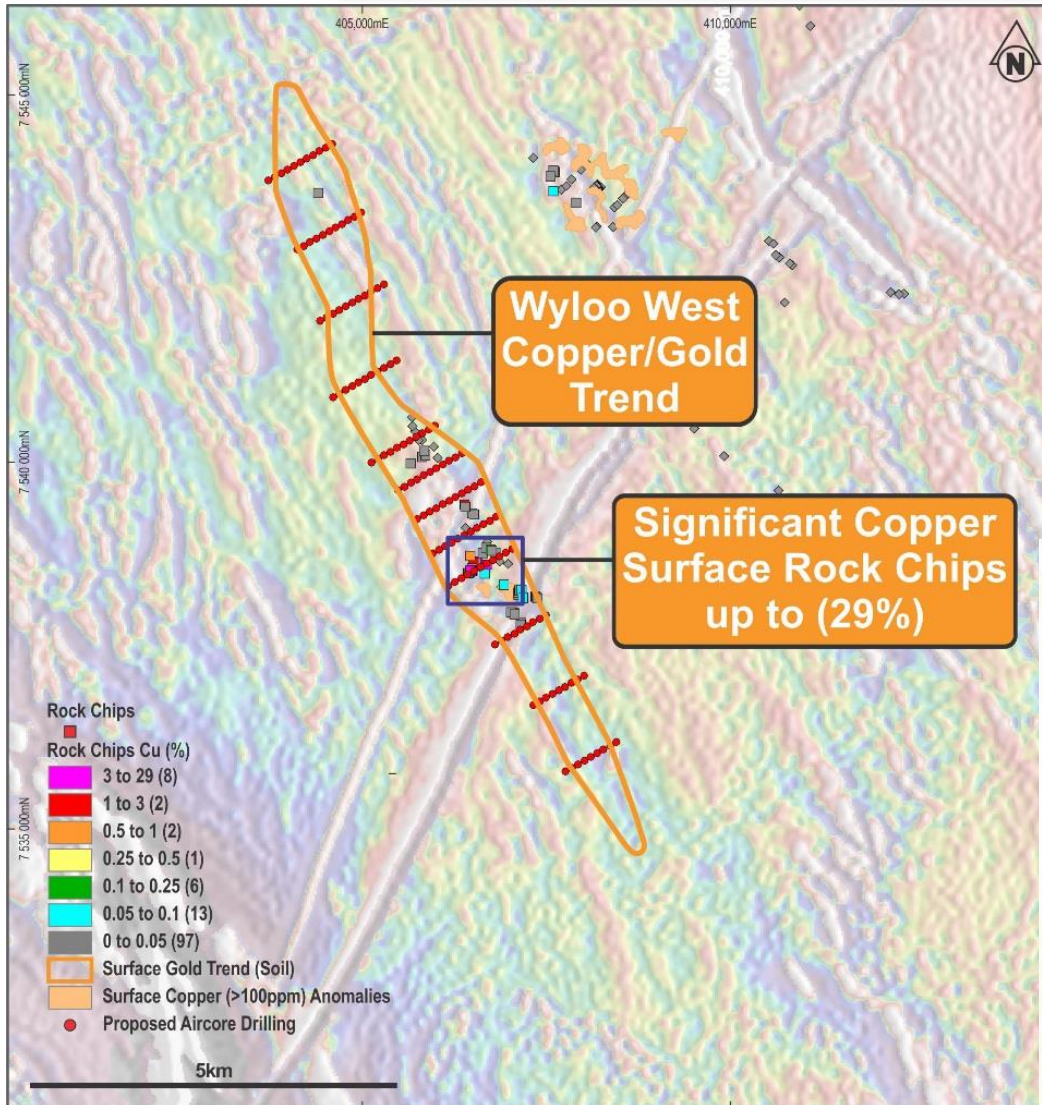 405,000mE
410,000mE
410,000
N
7 545 000mN
7 540 000mN
7 535 000mN
Wyloo West
Copper/Gold
Trend
Significant Copper
Surface Rock Chips
up to (29%)
Rock Chips
Rock Chips Cu (%)
3 to 29 (8)
1 to 3 (2)
0.5 to 1 (2)
0.25 to 0.5 (1)
0.1 to 0.25 (6)
0.05 to 0.1 (13)
0 to 0.05 (97)
Surface Gold Trend (Soil)
Surface Copper (>100ppm) Anomalies
Proposed Aircore Drilling
5km